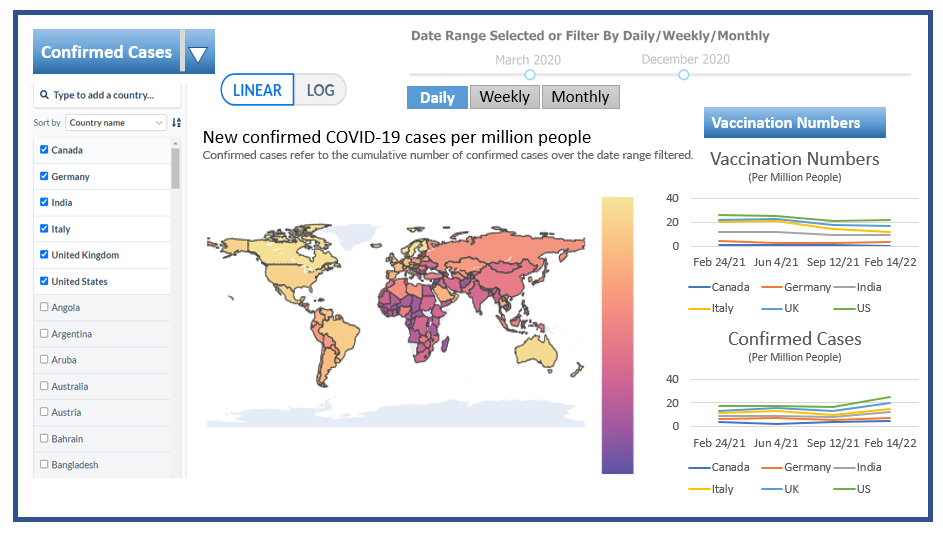 Date Range Selected or Filter By Daily/Weekly/Monthly
March 2020
December 2020
Confirmed Cases
LINEAR
LOG
Daily
Weekly
Monthly
Type to add a country...
Sort by
Country name
Canada
Germany
India
Italy
United Kingdom
United States
Angola
Argentina
Aruba
Australia
Austria
Bahrain
Bangladesh
New confirmed COVID-19 cases per million people
Confirmed cases refer to the cumulative number of confirmed cases over the date range filtered.
Vaccination Numbers
Vaccination Numbers
(Per Million People)
40
20
0
Feb 24/21 Jun 4/21 Sep 12/21 Feb 14/22
Canada Germany India
Italy UK US
Confirmed Cases
(Per Million People)
40
20
0
Feb 24/21 Jun 4/21 Sep 12/21 Feb 14/22
Canada Germany India
Italy UK US